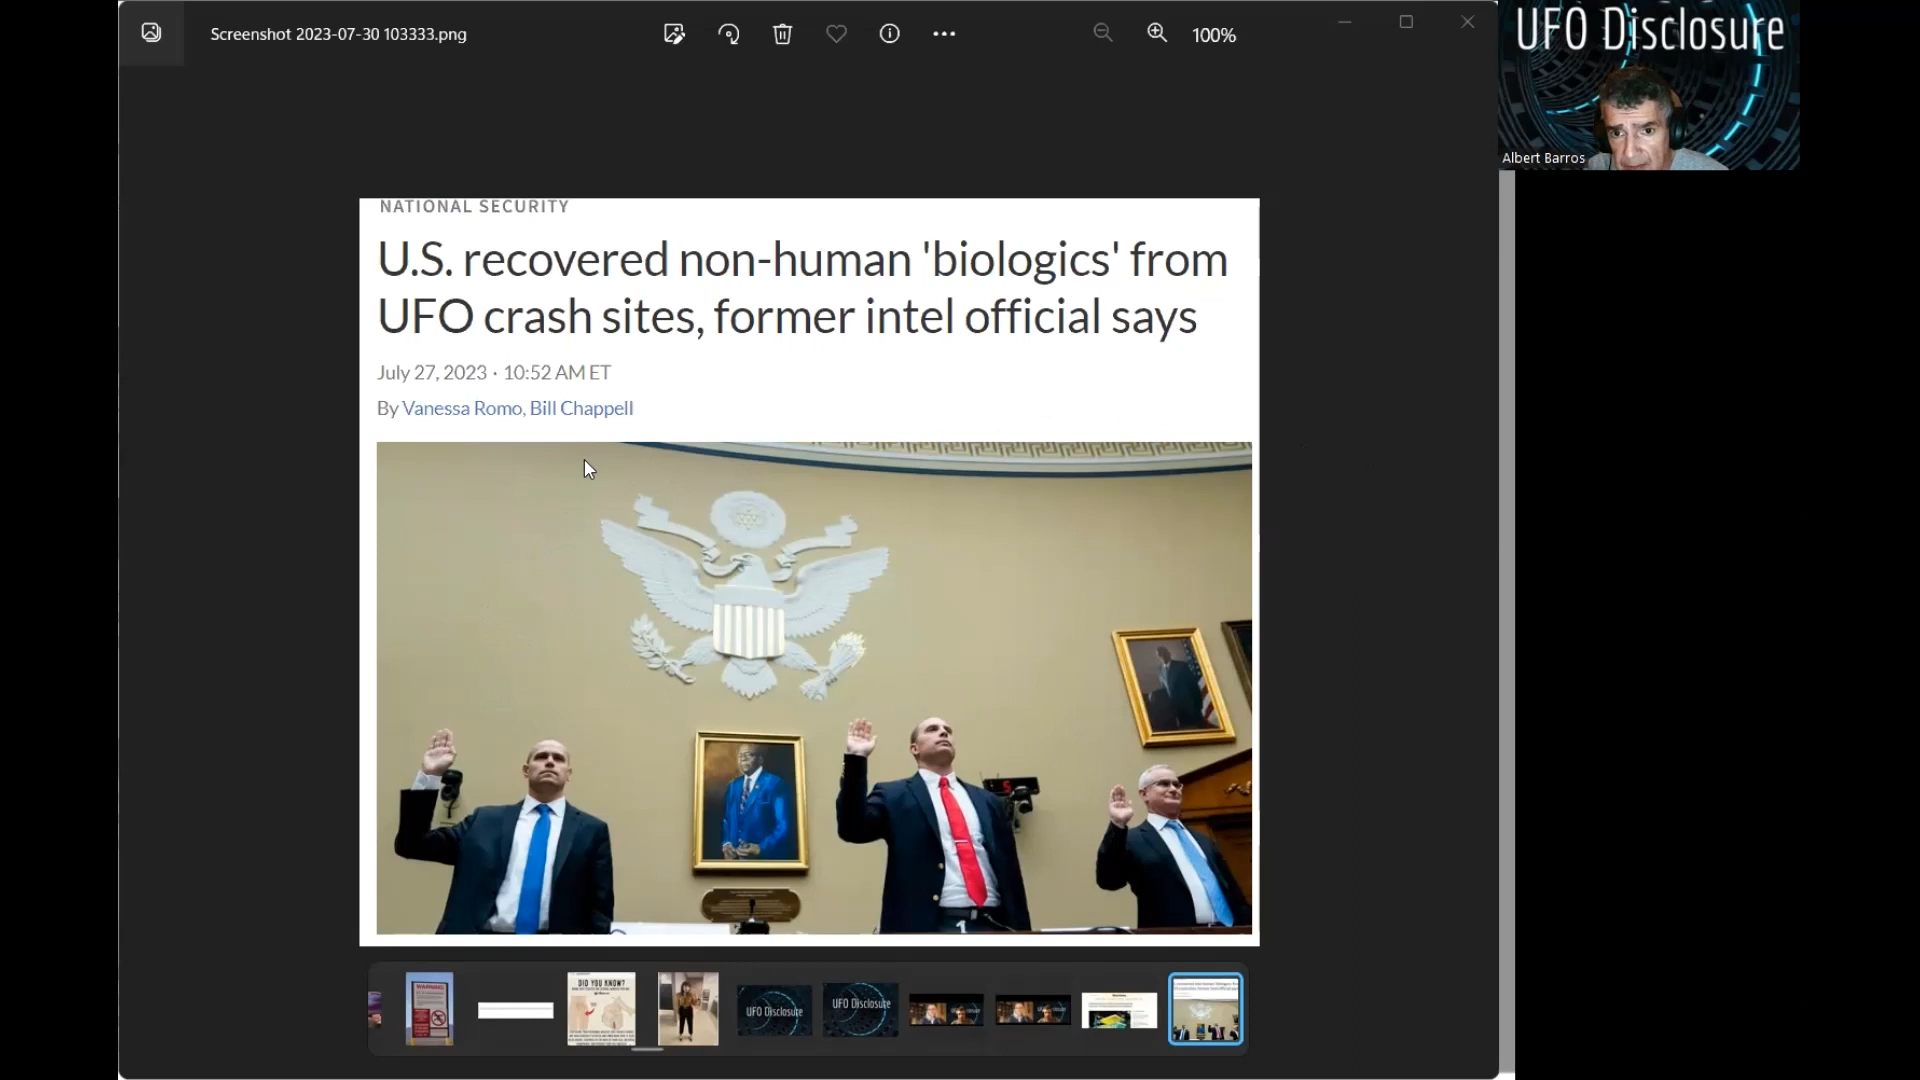 Screenshot 2023-07-30 103333.png
100%
UFO Disclosure
Albert Barros
NATIONAL SECURITY
U.S. recovered non-human 'biologics' from
UFO crash sites, former intel official says
July 27, 2023 · 10:52 AM ET
By Vanessa Romo, Bill Chappell
1
WARNING
DID YOU KNOW?
UFO Disclosure
UFO Disclosure